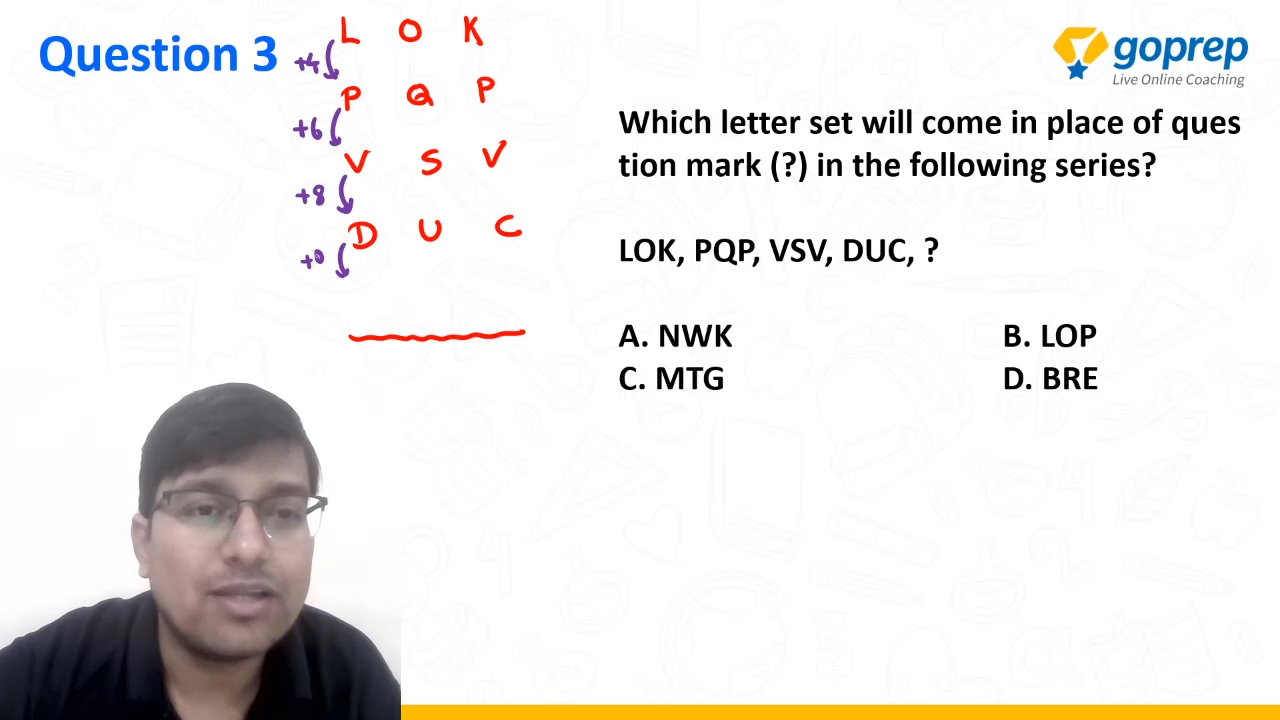 Question 3
L O K
+4
P Q P
+6
V S V
+8
D U C
goprep
Live Online Coaching
Which letter set will come in place of ques
tion mark (?) in the following series?
LOK, PQP, VSV, DUC, ?
A. NWK
B. LOP
C. MTG
D. BRE